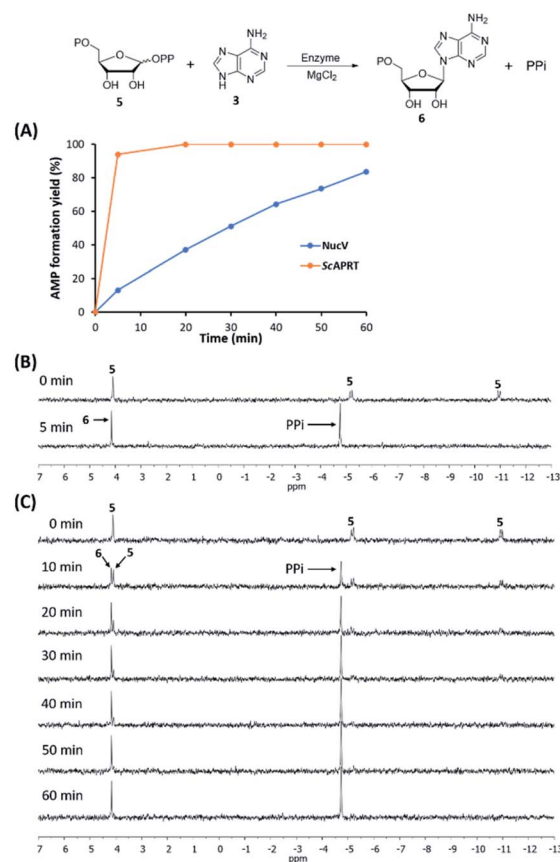 NH₂
PO O OPP N N Enzyme
OH OH + N N H MgCl₂
5 3
NH₂
N N
PO O N N + PPi
OH OH
6
(A)
AMP formation yield (%)
100
80
60
40
20
0
NucV
ScAPRT
0 10 20 30 40 50 60
Time (min)
(B)
0 min 5 5 5
5 min 6 PPi
7 6 5 4 3 2 1 0 -1 -2 -3 -4 -5 -6 -7 -8 -9 -10 -11 -12 -13
ppm
(C)
0 min 5 5 5
10 min 6 5 PPi
20 min
30 min
40 min
50 min
60 min
7 6 5 4 3 2 1 0 -1 -2 -3 -4 -5 -6 -7 -8 -9 -10 -11 -12 -13
ppm